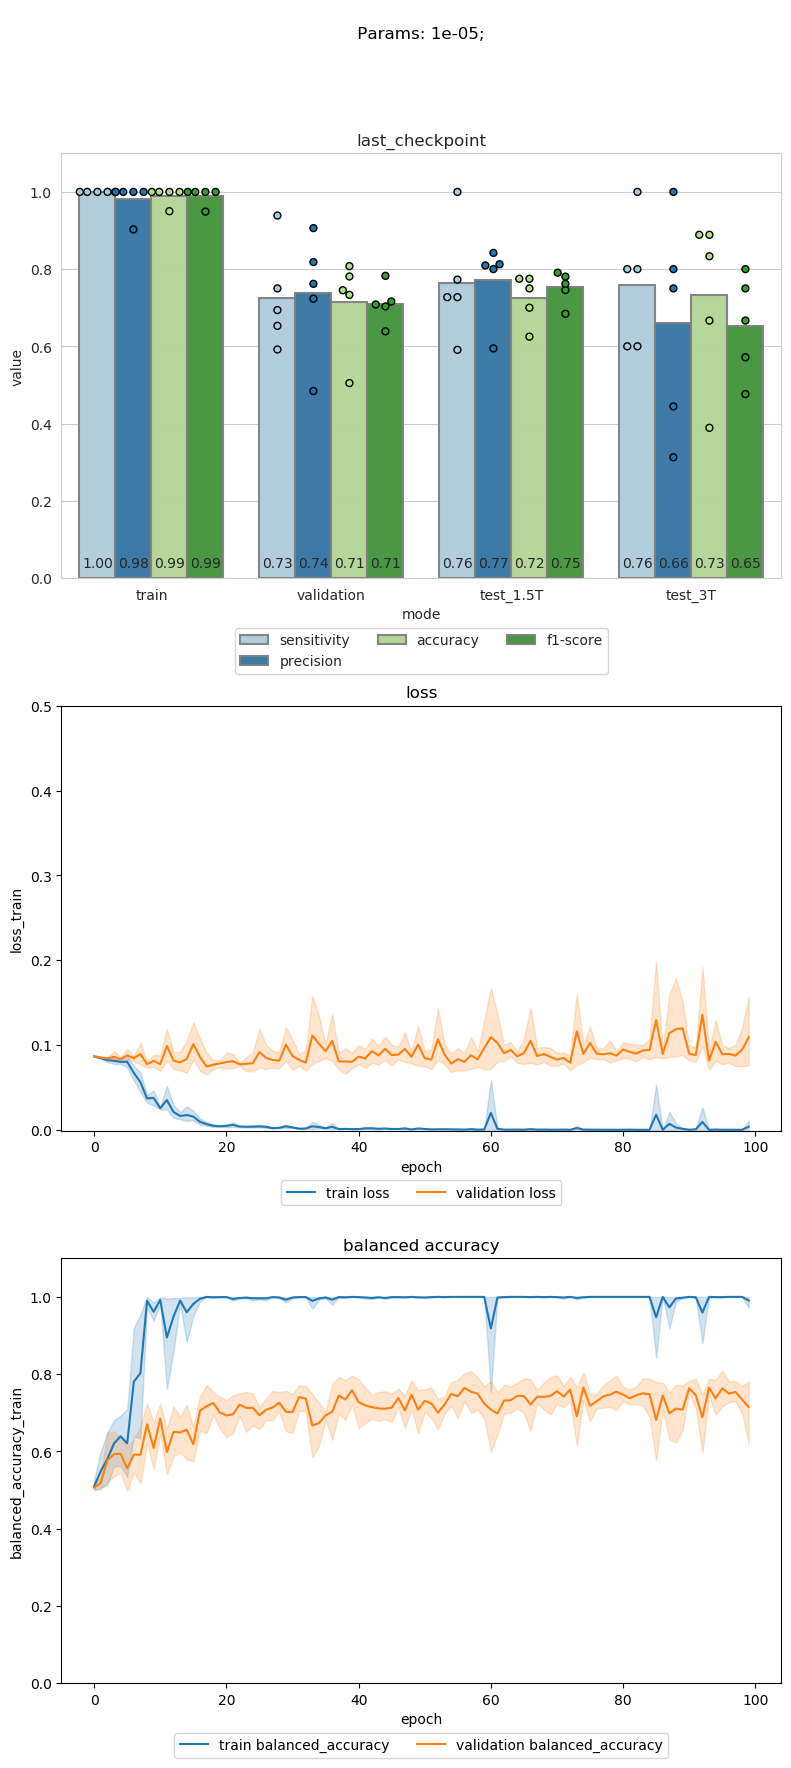 Params: 1e-05;
last_checkpoint
value
1.0
0.8
0.6
0.4
0.2
0.0
1.00 0.98 0.99 0.99 0.73 0.74 0.71 0.71 0.76 0.77 0.72 0.75 0.76 0.66 0.73 0.65
train validation test_1.5T test_3T
mode
sensitivity accuracy f1-score
precision
loss
loss_train
0.5
0.4
0.3
0.2
0.1
0.0
0 20 40 60 80 100
epoch
train loss validation loss
balanced accuracy
balanced_accuracy_train
1.0
0.8
0.6
0.4
0.2
0.0
0 20 40 60 80 100
epoch
train balanced_accuracy validation balanced_accuracy